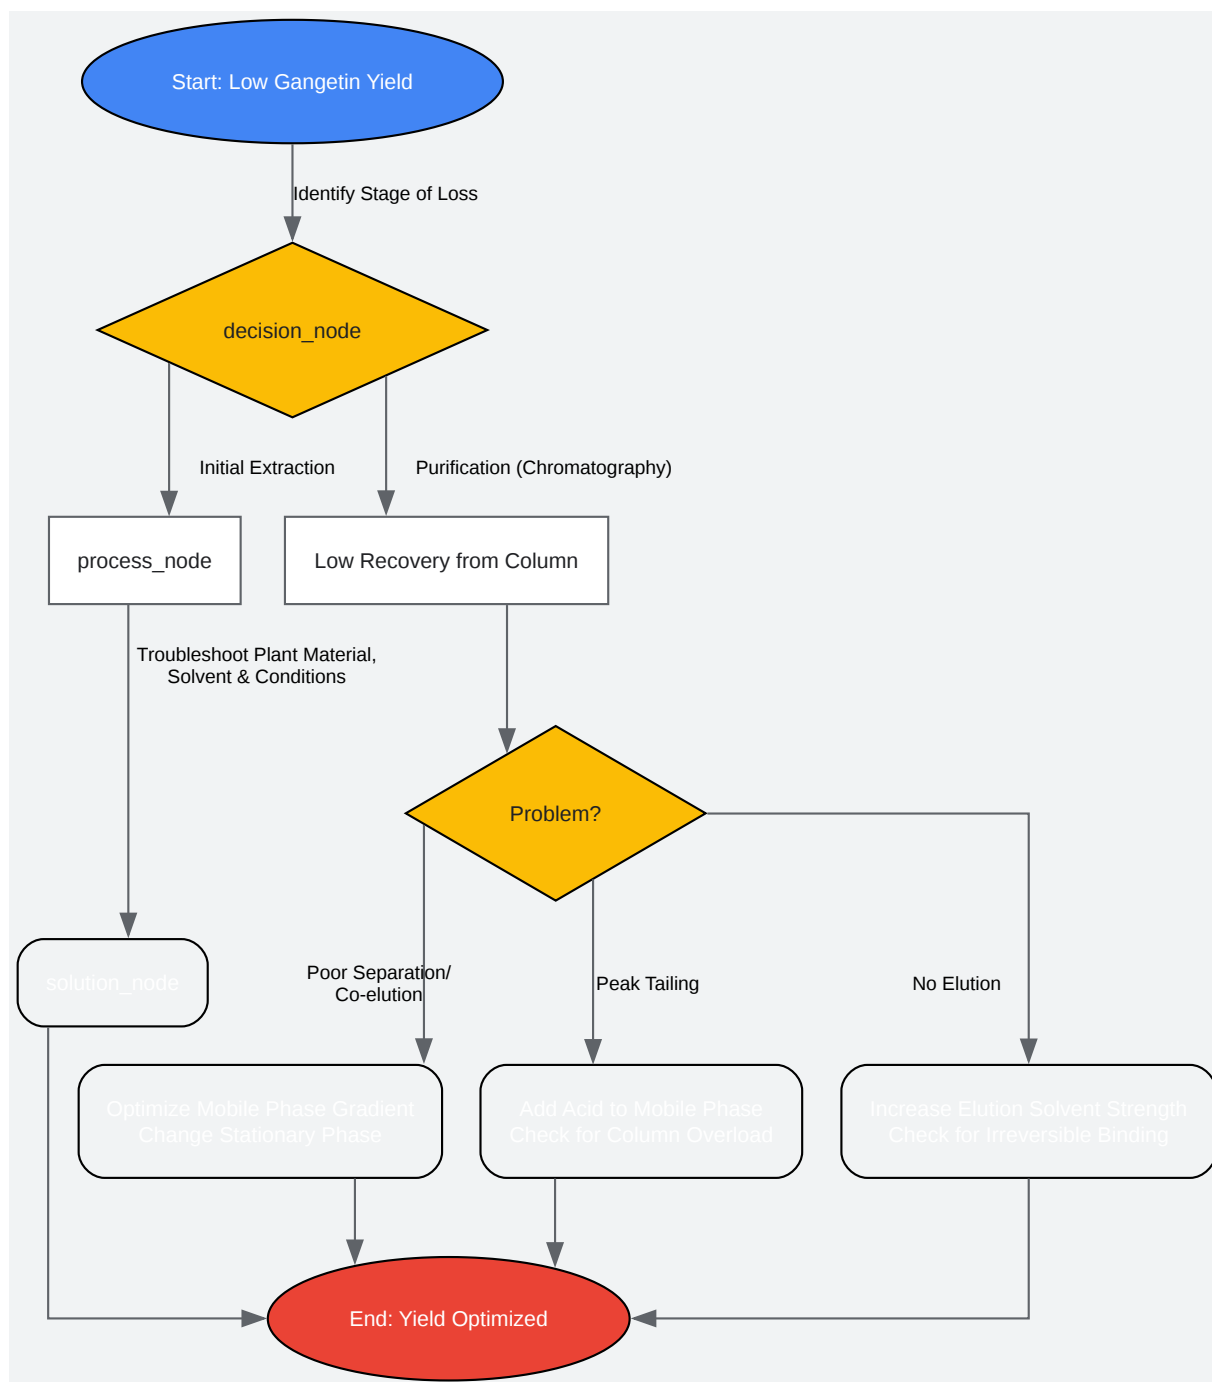 Start: Low Gangetin Yield
Identify Stage of Loss
decision_node
Initial Extraction
Purification (Chromatography)
process_node
Low Recovery from Column
Troubleshoot Plant Material,
Solvent & Conditions
Problem?
solution_node
Poor Separation/
Co-elution
Peak Tailing
No Elution
Optimize Mobile Phase Gradient
Change Stationary Phase
Add Acid to Mobile Phase
Check for Column Overload
Increase Elution Solvent Strength
Check for Irreversible Binding
End: Yield Optimized